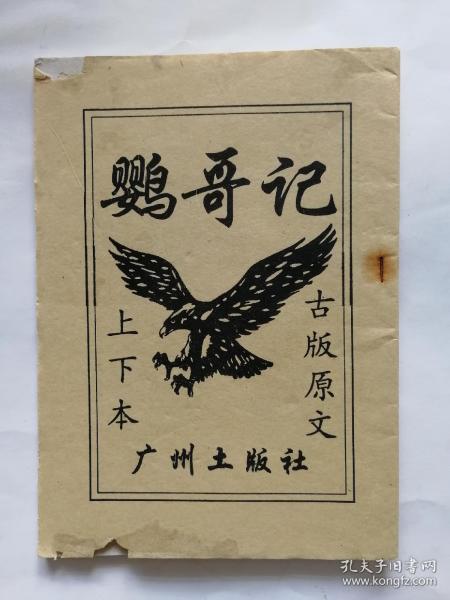 鹦哥记
古版原文
上下本
广州土版社
孔夫子旧书网
www.kongfz.com